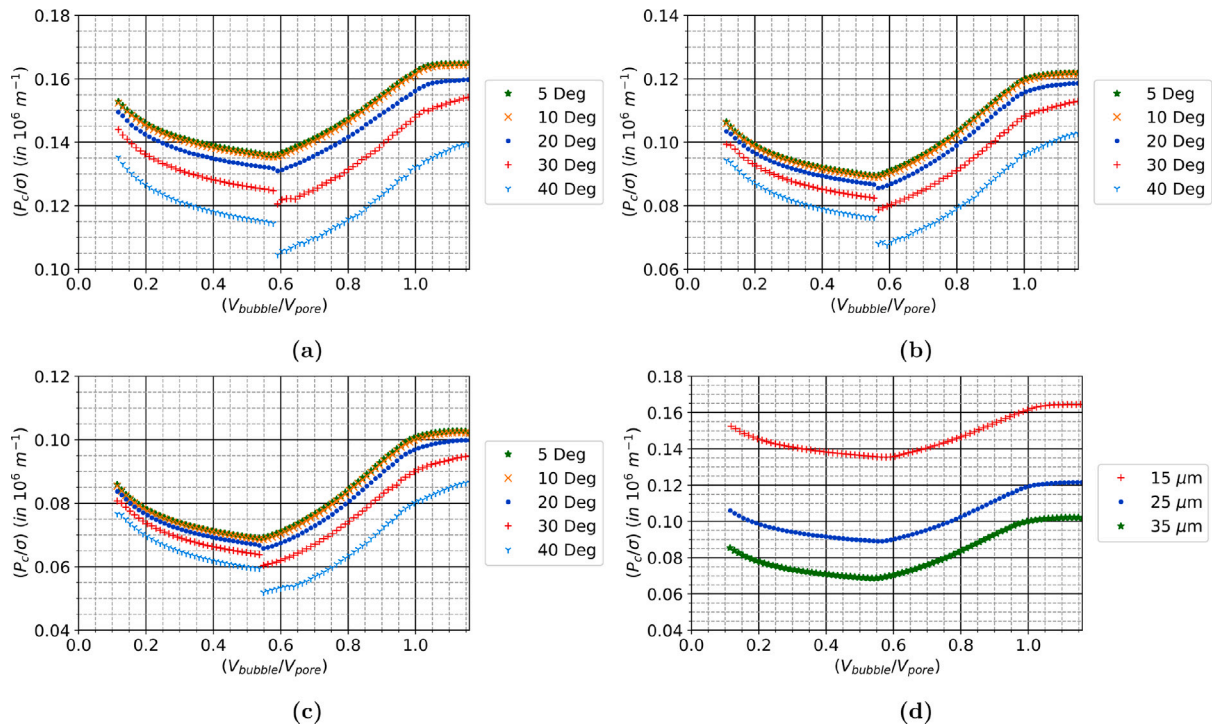 0.18
0.16
0.14
0.12
0.10
(P_c/σ) (in 10^6 m^-1)
0.0 0.2 0.4 0.6 0.8 1.0
(V_bubble/V_pore)
5 Deg
10 Deg
20 Deg
30 Deg
40 Deg
(a)
0.14
0.12
0.10
0.08
0.06
(P_c/σ) (in 10^6 m^-1)
0.0 0.2 0.4 0.6 0.8 1.0
(V_bubble/V_pore)
5 Deg
10 Deg
20 Deg
30 Deg
40 Deg
(b)
0.12
0.10
0.08
0.06
0.04
(P_c/σ) (in 10^6 m^-1)
0.0 0.2 0.4 0.6 0.8 1.0
(V_bubble/V_pore)
5 Deg
10 Deg
20 Deg
30 Deg
40 Deg
(c)
0.18
0.16
0.14
0.12
0.10
0.08
0.06
0.04
(P_c/σ) (in 10^6 m^-1)
0.0 0.2 0.4 0.6 0.8 1.0
(V_bubble/V_pore)
15 μm
25 μm
35 μm
(d)